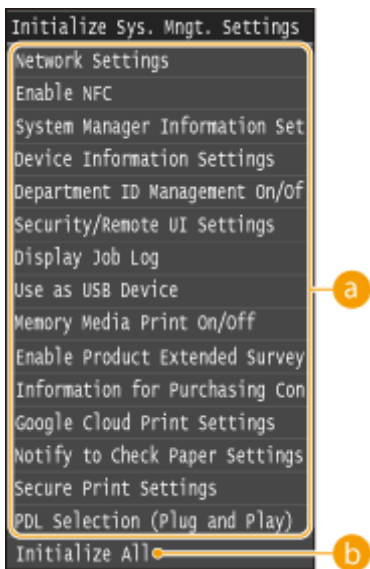 Initialize Sys. Mngt. Settings
Network Settings
Enable NFC
System Manager Information Set
Device Information Settings
Department ID Management On/Of
Security/Remote UI Settings
Display Job Log
Use as USB Device
a
Memory Media Print On/Off
Enable Product Extended Survey
Information for Purchasing Con
Google Cloud Print Settings
Notify to Check Paper Settings
Secure Print Settings
PDL Selection (Plug and Play)
Initialize All
b